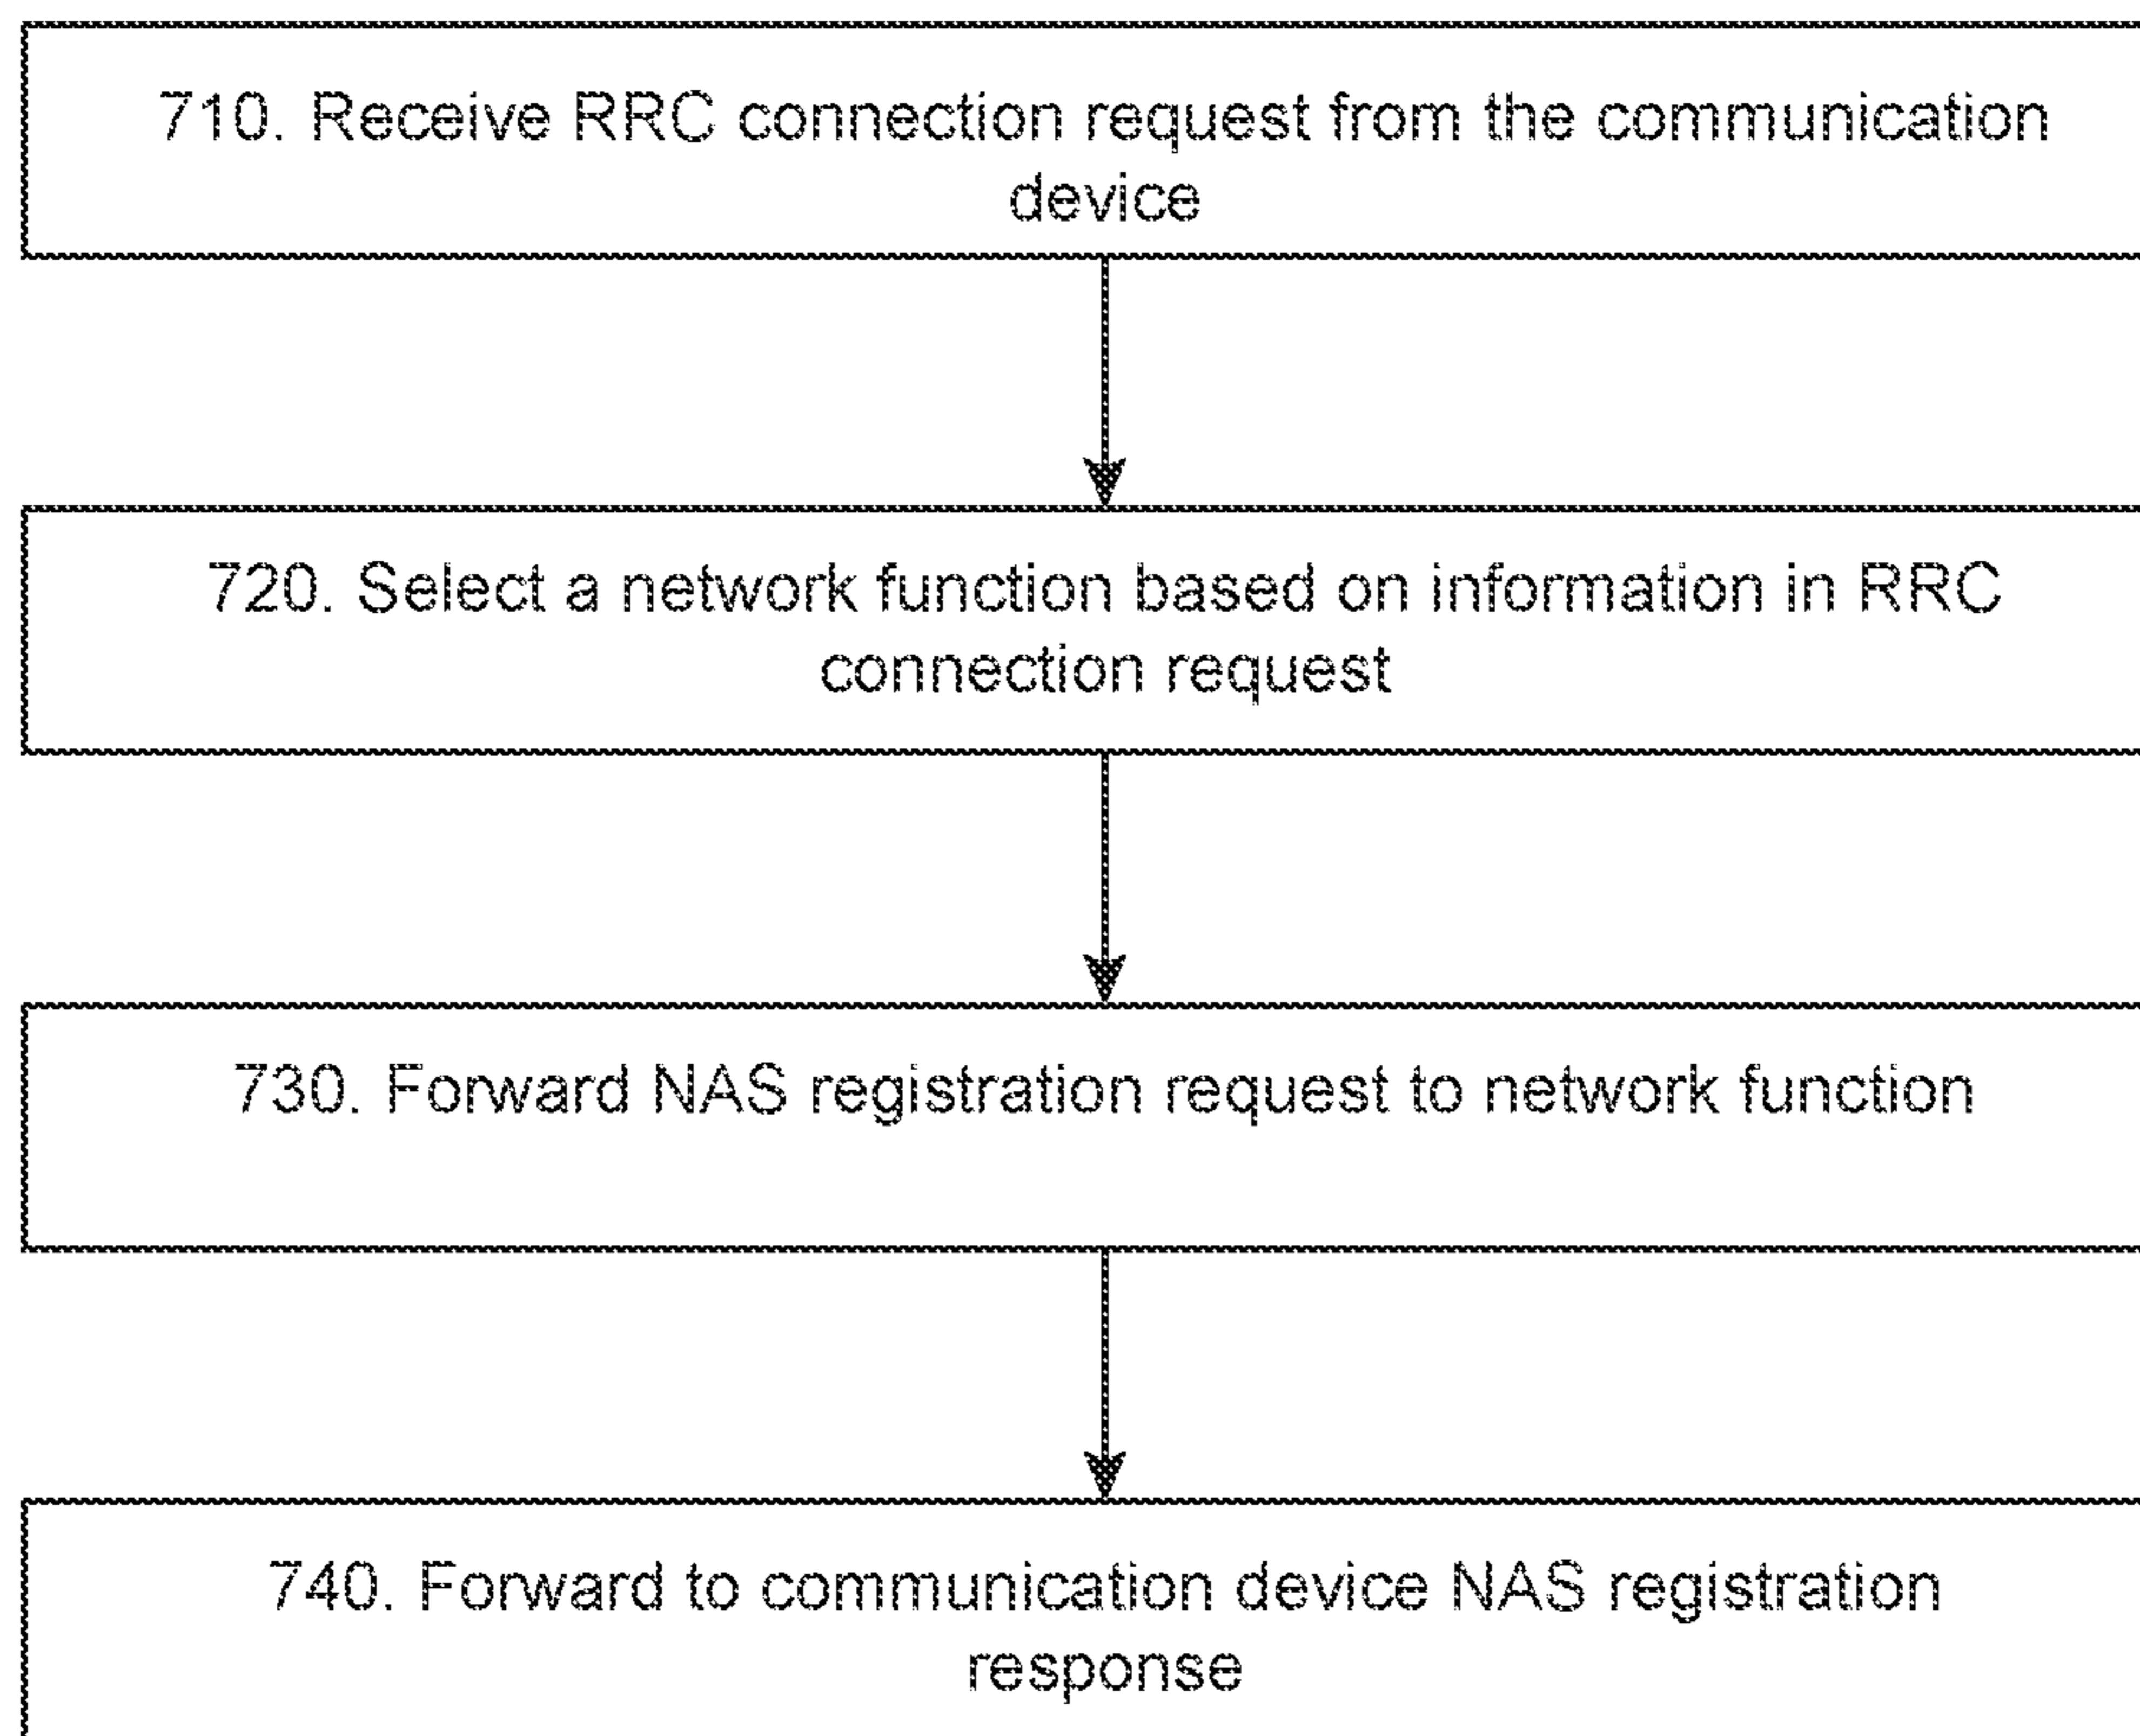 710. Receive RRC connection request from the communication
device
720. Select a network function based on information in RRC
connection request
730. Forward NAS registration request to network function
740. Forward to communication device NAS registration
response